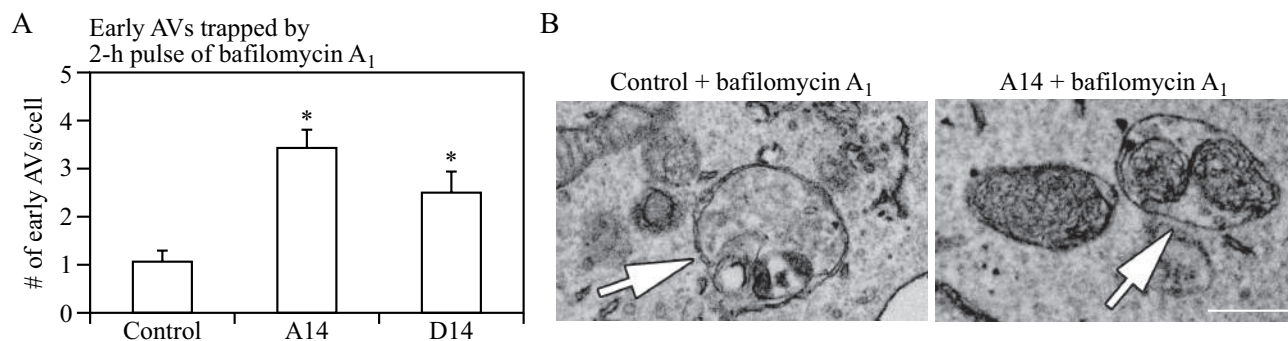 A
Early AVs trapped by
2-h pulse of bafilomycin A1
# of early AVs/cell
5
4
3
2
1
0
*
*
Control
A14
D14
B
Control + bafilomycin A1
A14 + bafilomycin A1